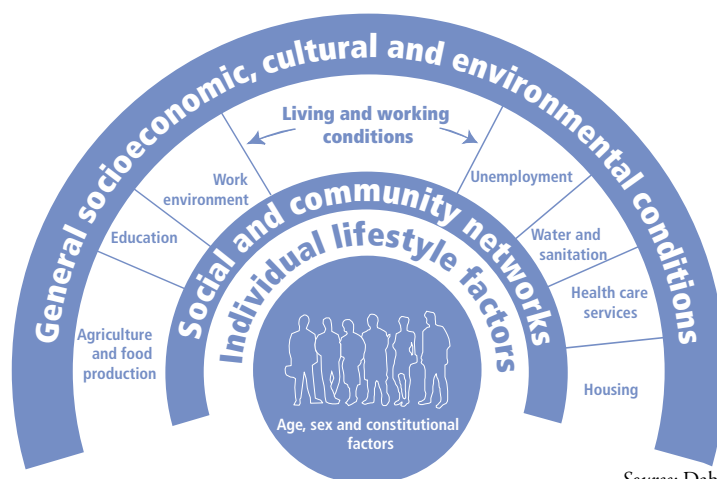 General socioeconomic, cultural and environmental conditions
Living and working
conditions
Work
environment
Unemployment
Education
Water and
sanitation
Agriculture
and food
production
Health care
services
Housing
Social and community networks
Individual lifestyle factors
Age, sex and constitutional
factors
Source: